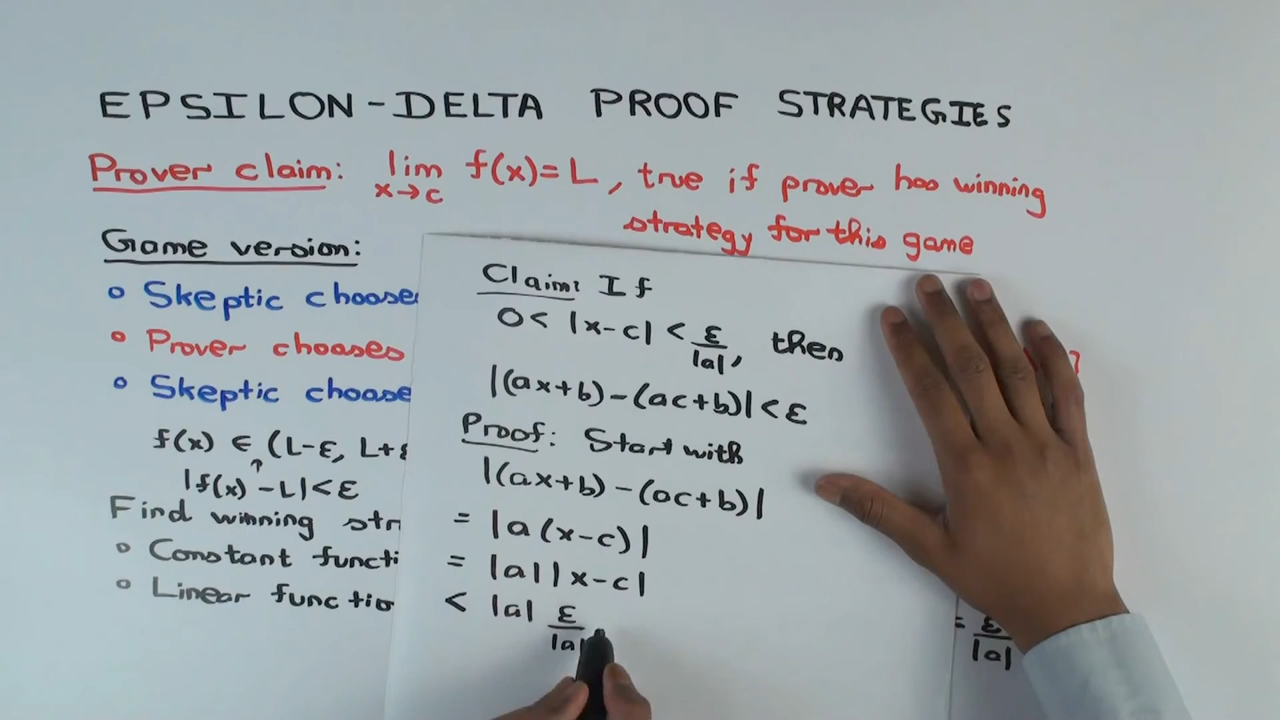 EPSILON-DELTA PROOF STRATEGIES
Prover claim: lim f(x)=L, true if prover has winning
x→c
strategy for this game
Game version:
Skeptic choose
Prover chooses
Skeptic choose
f(x) ∈ (L-ε, L+ε
↑
|f(x)-L|<ε
Find winning str
Constant functi
Linear functio
Claim: If
0< |x-c| < ε/|a|, then
|(ax+b)-(ac+b)|<ε
Proof: Start with
|(ax+b)-(ac+b)|
= |a(x-c)|
= |a||x-c|
< |a| ε/|a|
= ε/|a|